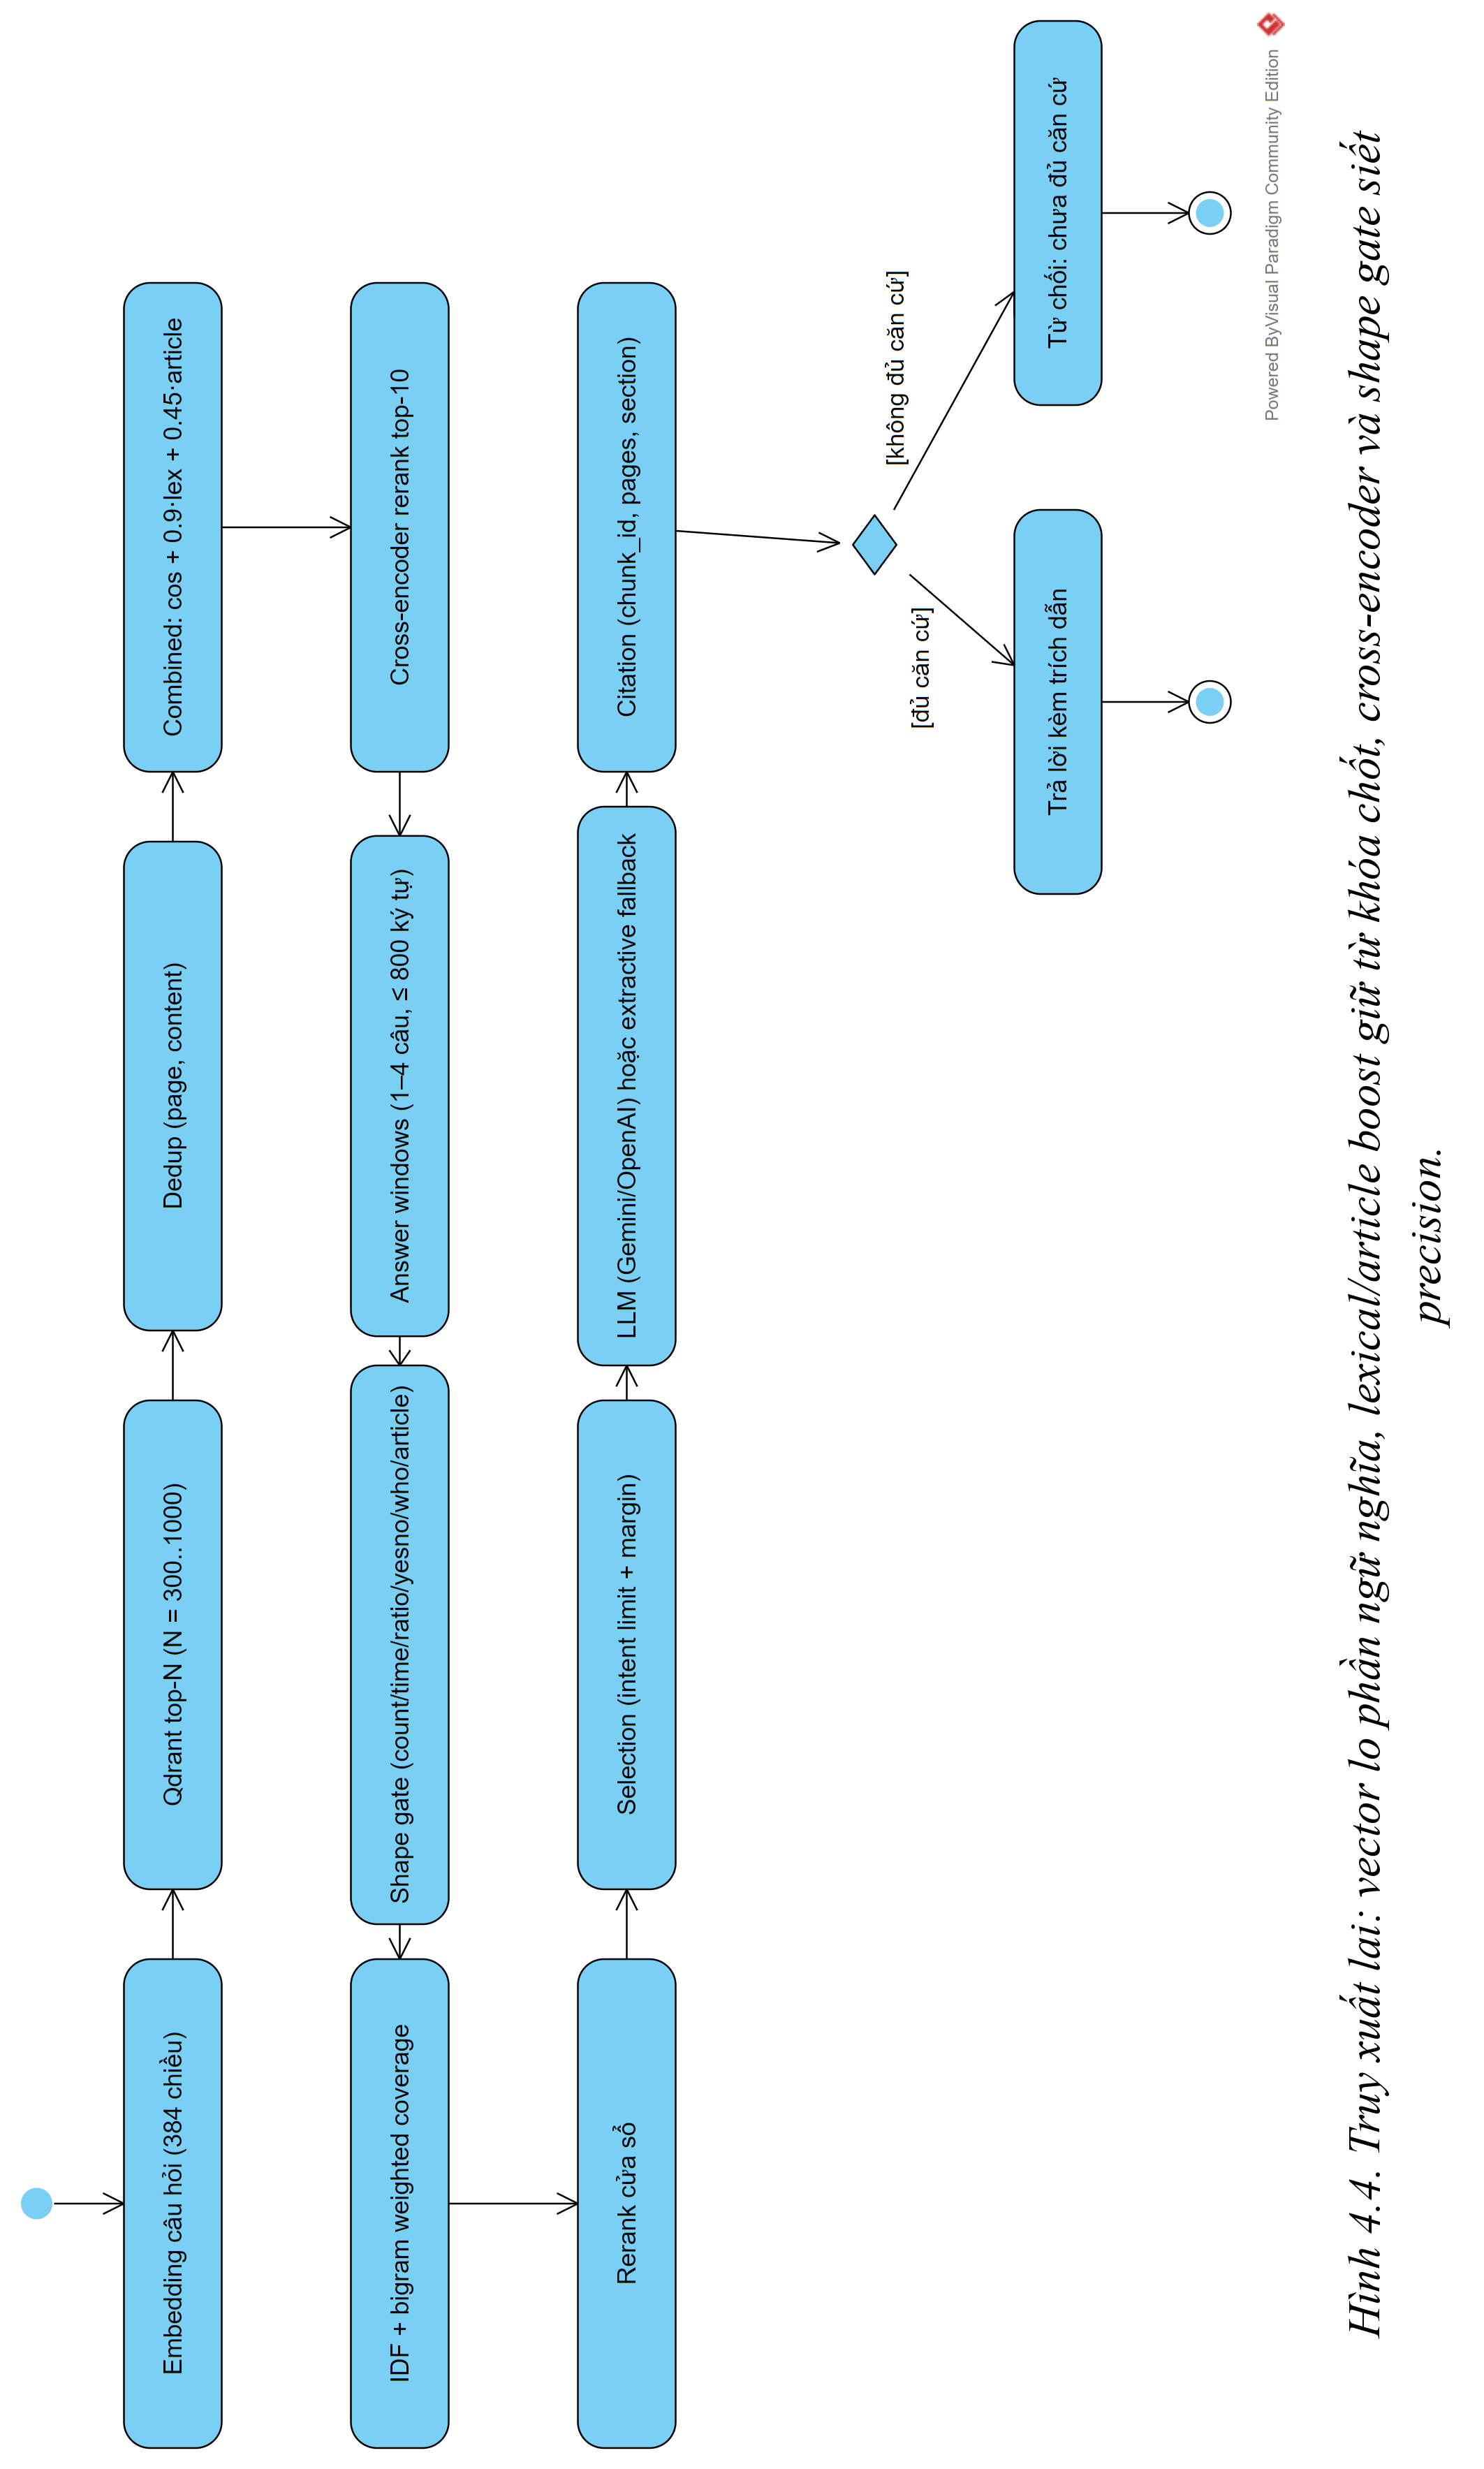 Embedding câu hỏi (384 chiều)
Qdrant top-N (N = 300..1000)
Dedup (page, content)
Combined: cos + 0.9·lex + 0.45·article
Cross-encoder rerank top-10
Answer windows (1–4 câu, ≤ 800 ký tự)
Shape gate (count/time/ratio/yesno/who/article)
IDF + bigram weighted coverage
Rerank cửa sổ
Selection (intent limit + margin)
LLM (Gemini/OpenAI) hoặc extractive fallback
Citation (chunk_id, pages, section)
[đủ căn cứ]
[không đủ căn cứ]
Trả lời kèm trích dẫn
Từ chối: chưa đủ căn cứ
Powered ByVisual Paradigm Community Edition
Hình 4.4. Truy xuất lai: vector lo phần ngữ nghĩa, lexical/article boost giữ từ khóa chốt, cross-encoder và shape gate siết
precision.